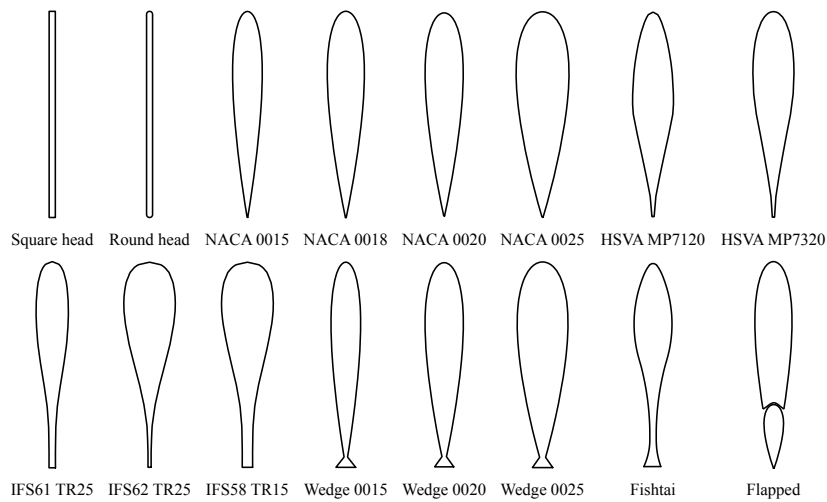 Square head Round head NACA 0015 NACA 0018 NACA 0020 NACA 0025 HSVA MP7120 HSVA MP7320
IFS61 TR25 IFS62 TR25 IFS58 TR15 Wedge 0015 Wedge 0020 Wedge 0025 Fishtai Flapped